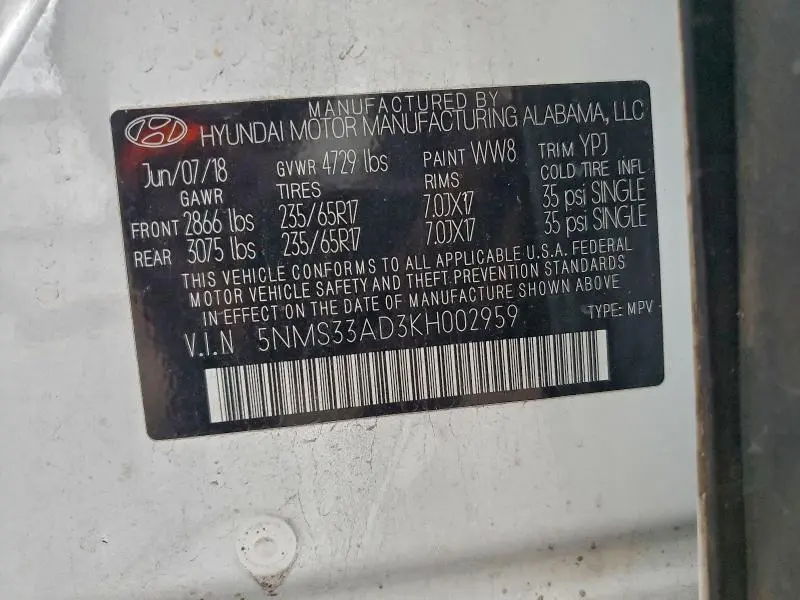 MANUFACTURED BY
HYUNDAI MOTOR MANUFACTURING ALABAMA, LLC
Jun/07/18 GVWR 4729 lbs PAINT WW8 TRIM YPJ
GAWR TIRES RIMS COLD TIRE INFL
FRONT 2866 lbs 235/65R17 7.0JX17 35 psi SINGLE
REAR 3075 lbs 235/65R17 7.0JX17 35 psi SINGLE
THIS VEHICLE CONFORMS TO ALL APPLICABLE U.S.A. FEDERAL
MOTOR VEHICLE SAFETY AND THEFT PREVENTION STANDARDS
IN EFFECT ON THE DATE OF MANUFACTURE SHOWN ABOVE
V.I.N 5NMS33AD3KH002959 TYPE: MPV